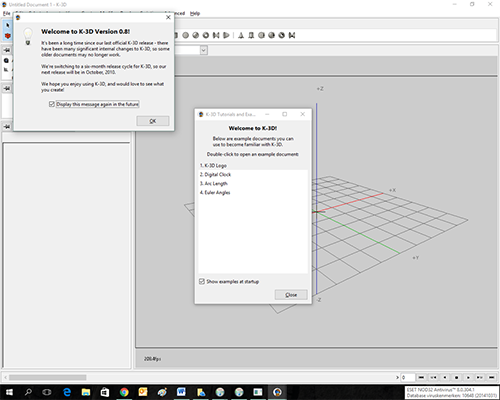 Untitled Document 1 - K-3D
File
Advanced
Help
Welcome to K-3D Version 0.8!
It's been a long time since our last official K-3D release - there
have been many significant internal changes to K-3D, so some
older documents may no longer work.
We're switching to a six-month release cycle for K-3D, so our
next release will be in October, 2010.
We hope you enjoy using K-3D, and would love to see what
you create!
Display this message again in the future
OK
K-3D Tutorials and Exa...
Welcome to K-3D!
Below are example documents you can
use to become familiar with K-3D.
Double-click to open an example document:
1. K-3D Logo
2. Digital Clock
3. Arc Length
4. Euler Angles
Show examples at startup
Close
+Z
+X
+Y
-Z
0
ESET NOD32 Antivirus 8.0.304.1
Database viruskenmerken: 10648 (20141031)